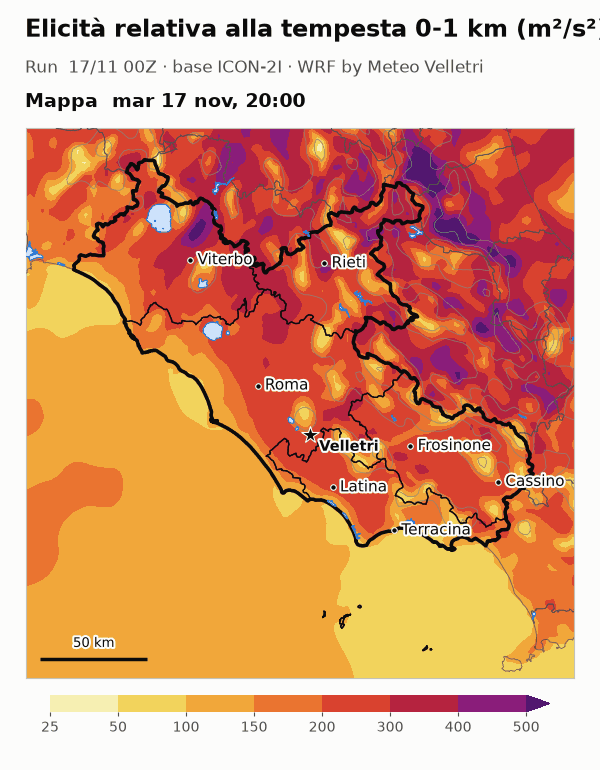 Elicità relativa alla tempesta 0-1 km (m²/s²)
Run 17/11 00Z · base ICON-2I · WRF by Meteo Velletri
Mappa mar 17 nov, 20:00
Viterbo
Rieti
Roma
Velletri
Frosinone
Latina
Cassino
Terracina
50 km
25 50 100 150 200 300 400 500